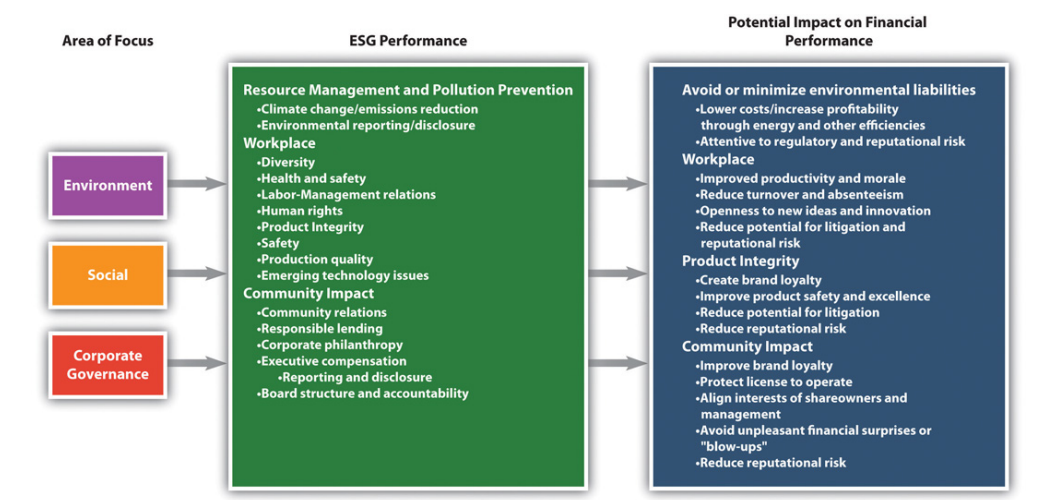 Area of Focus
ESG Performance
Potential Impact on Financial
Performance
Environment
Social
Corporate
Governance
Resource Management and Pollution Prevention
•Climate change/emissions reduction
•Environmental reporting/disclosure
Workplace
•Diversity
•Health and safety
•Labor-Management relations
•Human rights
•Product Integrity
•Safety
•Production quality
•Emerging technology issues
Community Impact
•Community relations
•Responsible lending
•Corporate philanthropy
•Executive compensation
•Reporting and disclosure
•Board structure and accountability
Avoid or minimize environmental liabilities
•Lower costs/increase profitability
through energy and other efficiencies
•Attentive to regulatory and reputational risk
Workplace
•Improved productivity and morale
•Reduce turnover and absenteeism
•Openness to new ideas and innovation
•Reduce potential for litigation and
reputational risk
Product Integrity
•Create brand loyalty
•Improve product safety and excellence
•Reduce potential for litigation
•Reduce reputational risk
Community Impact
•Improve brand loyalty
•Protect license to operate
•Align interests of shareowners and
management
•Avoid unpleasant financial surprises or
"blow-ups"
•Reduce reputational risk